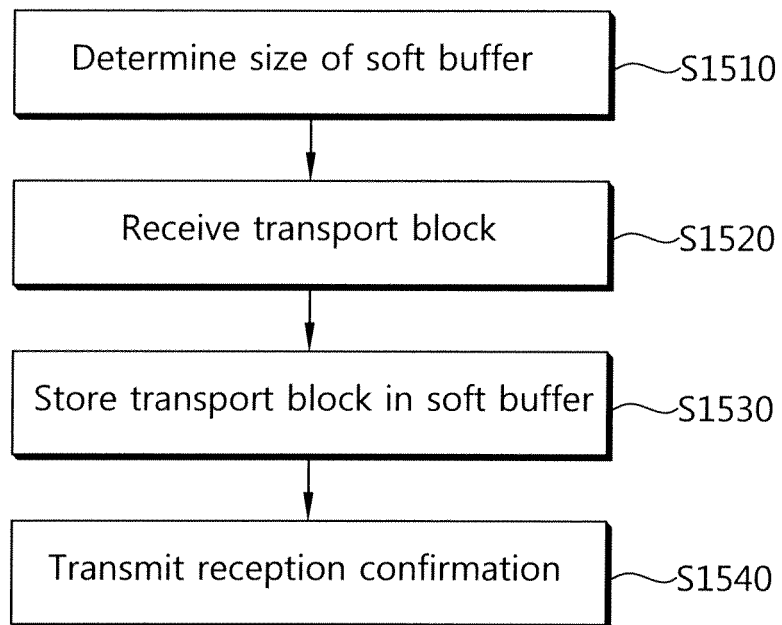 Determine size of soft buffer
S1510
Receive transport block
S1520
Store transport block in soft buffer
S1530
Transmit reception confirmation
S1540